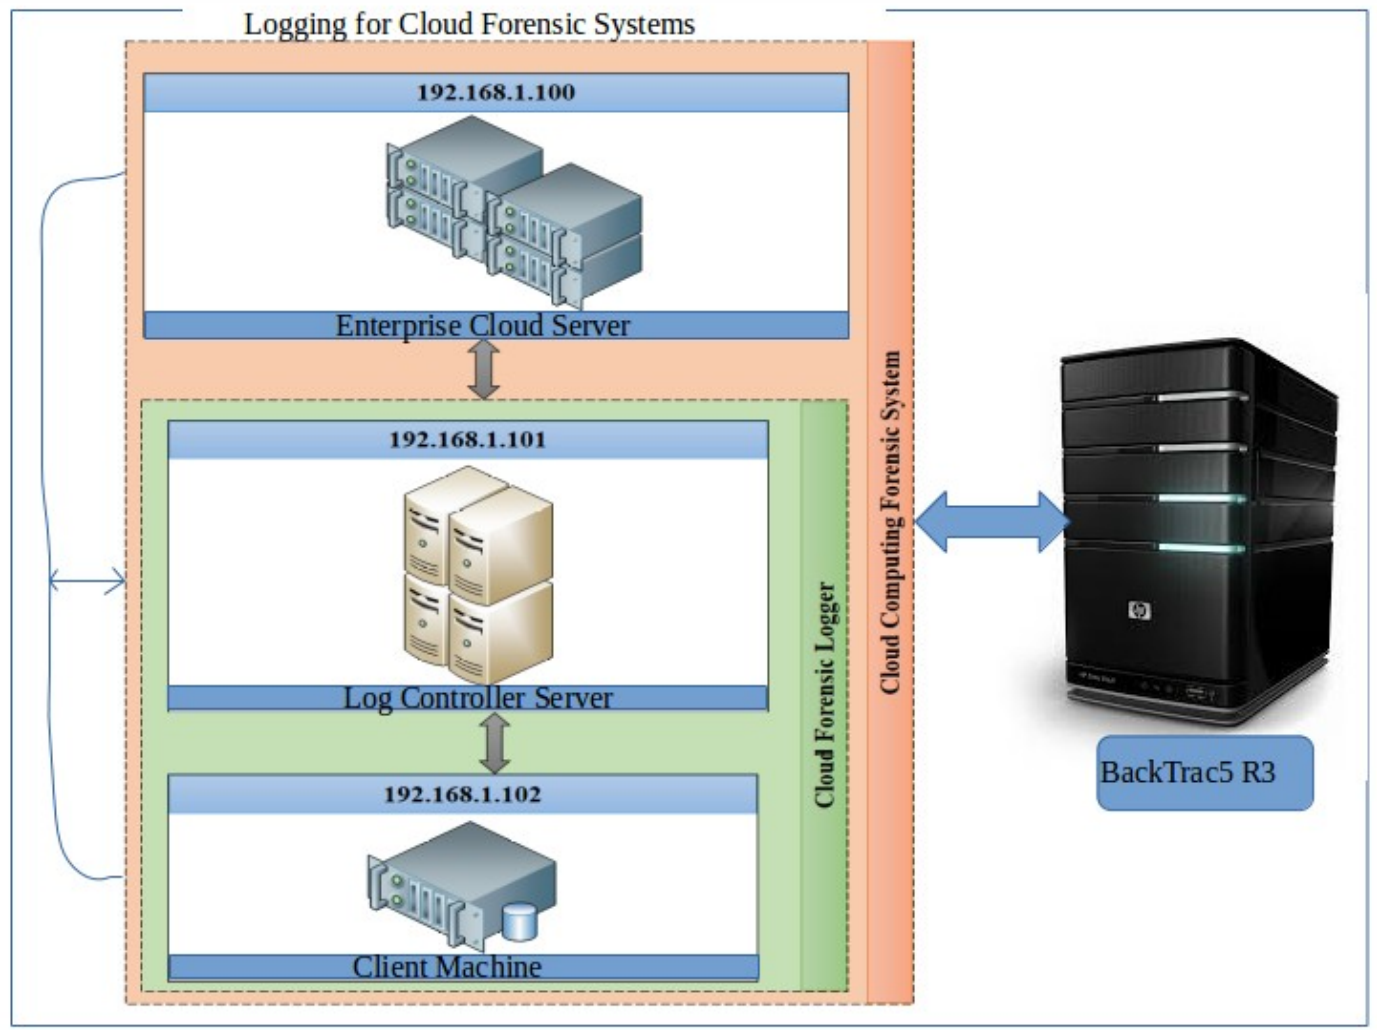 Logging for Cloud Forensic Systems
192.168.1.100
Enterprise Cloud Server
192.168.1.101
Log Controller Server
192.168.1.102
Client Machine
Cloud Forensic Logger
Cloud Computing Forensic System
hp
BackTrac5 R3